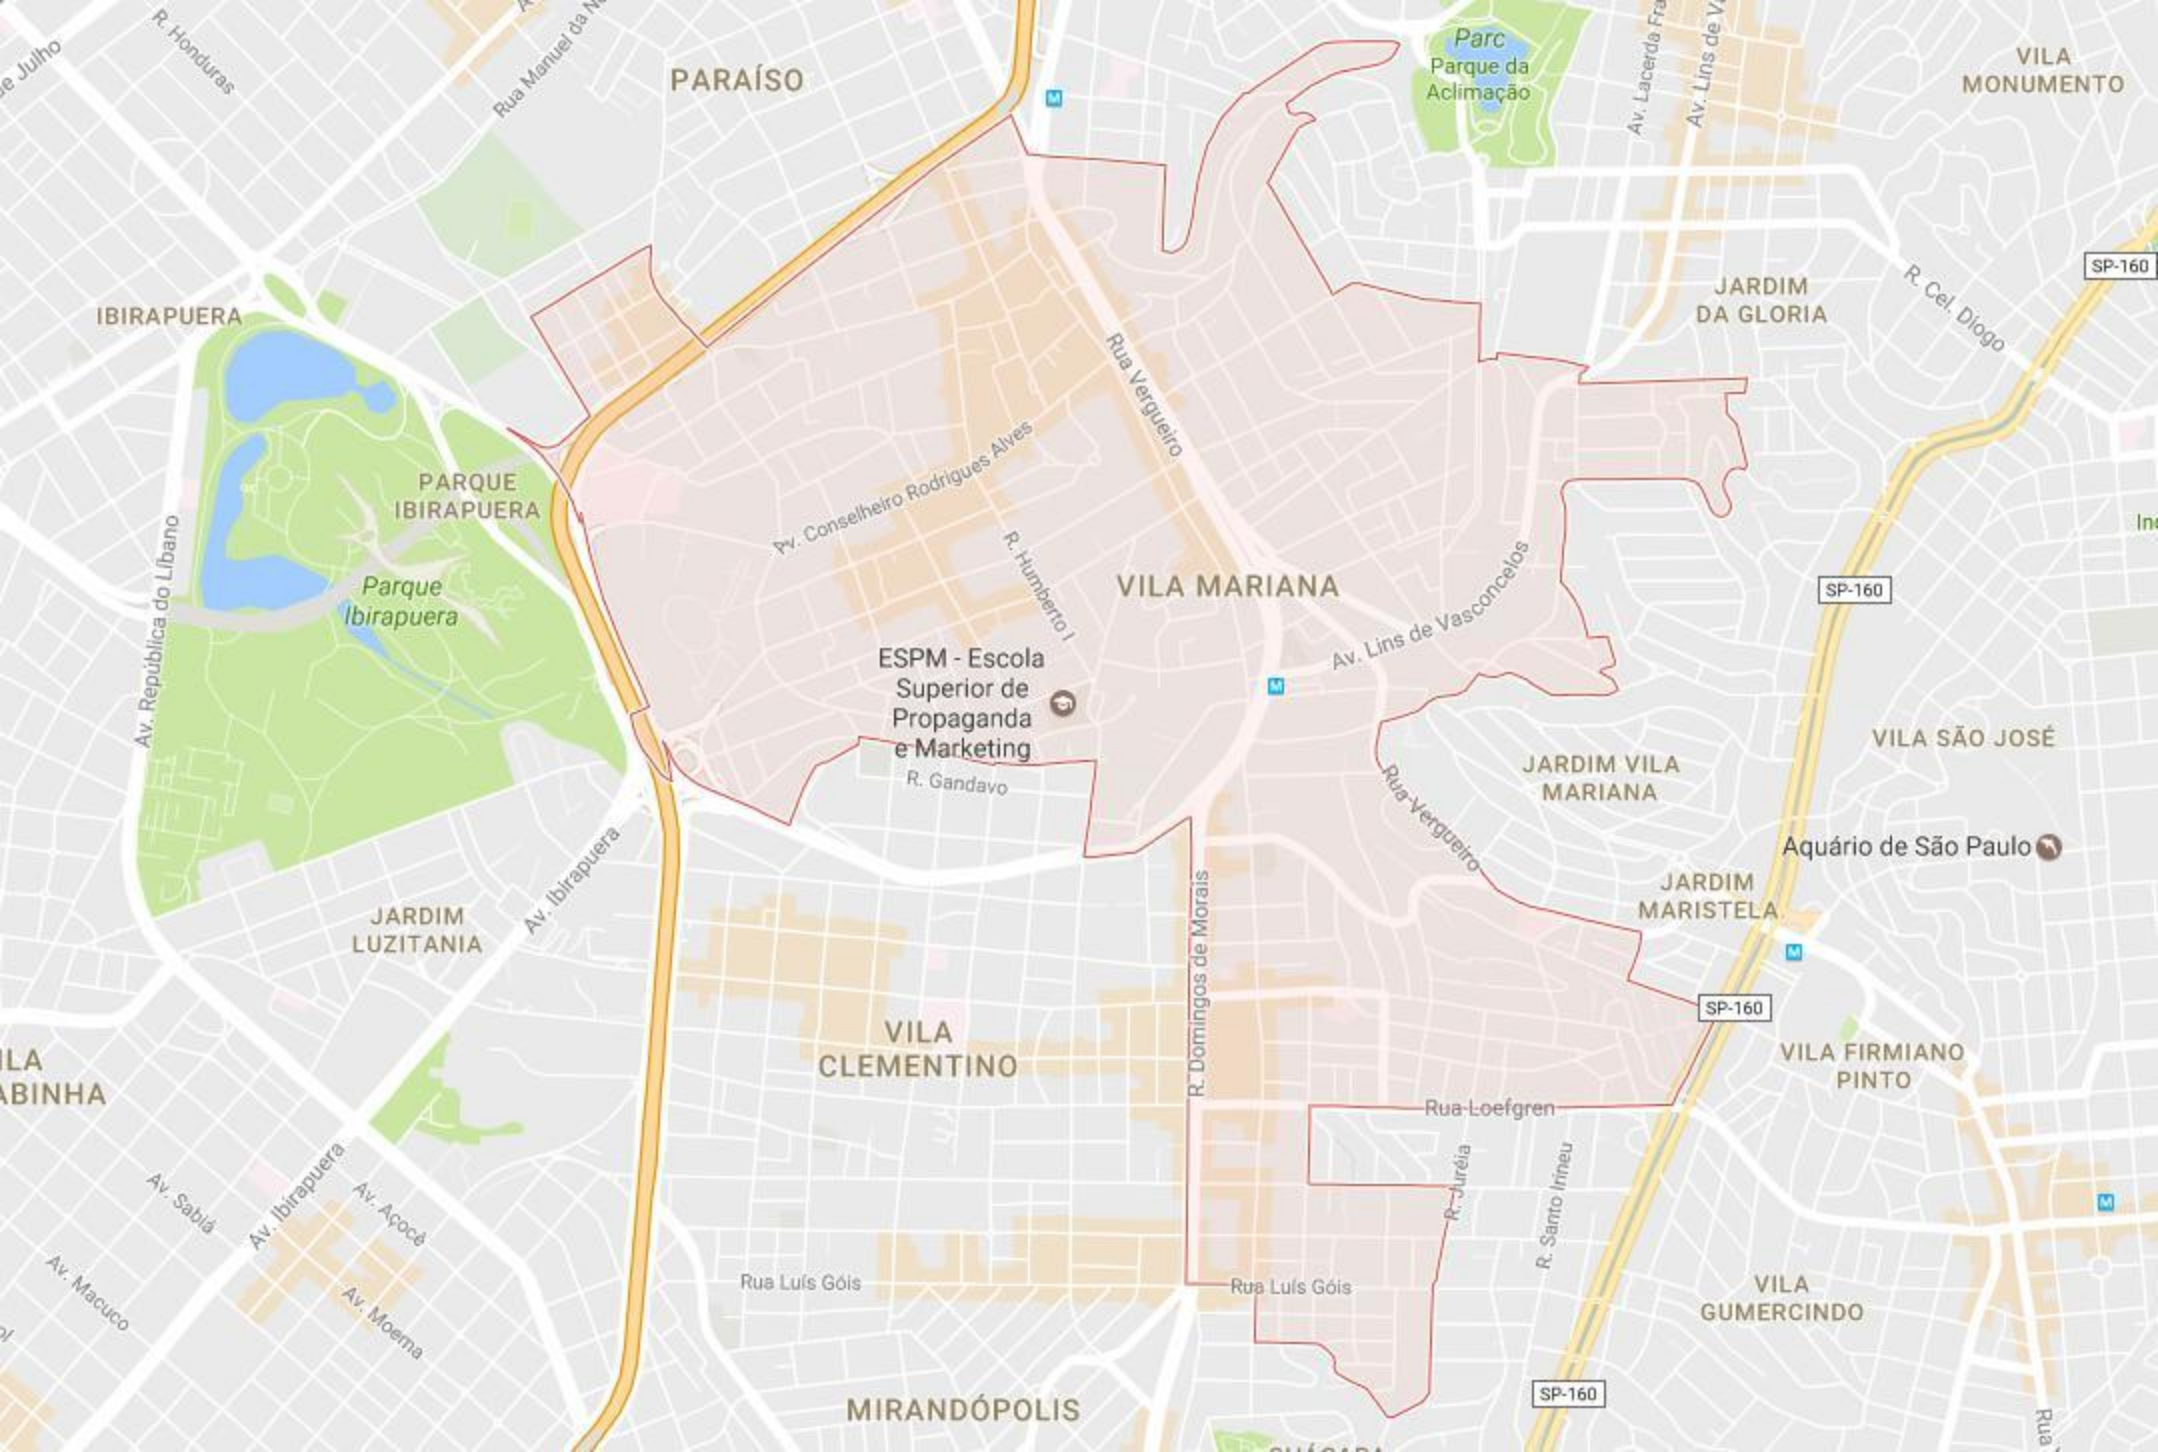 R. Honduras
de Julho
Rua Manuel da
PARAÍSO
Parc
Parque da
Aclimação
Av. Lacerda Fra
Av. Lins de V
VILA
MONUMENTO
SP-160
IBIRAPUERA
JARDIM
DA GLORIA
R. Cel. Diogo
Rua Vergueiro
PARQUE
IBIRAPUERA
Av. Conselheiro Rodrigues Alves
R. Humberto I
Av. República do Líbano
Parque
Ibirapuera
VILA MARIANA
Av. Lins de Vasconcelos
SP-160
ESPM - Escola
Superior de
Propaganda
e Marketing
R. Gandavo
Rua Vergueiro
JARDIM VILA
MARIANA
VILA SÃO JOSÉ
Aquário de São Paulo
JARDIM
MARISTELA
JARDIM
LUZITANIA
Av. Ibirapuera
R. Domingos de Morais
SP-160
VILA
CLEMENTINO
VILA FIRMIANO
PINTO
ILA
ABINHA
Rua Loefgren
R. Juréia
R. Santo Irineu
Av. Sabiá
Av. Ibirapuera
Av. Açocê
Av. Macuco
Av. Moema
Rua Luís Góis
Rua Luís Góis
VILA
GUMERCINDO
SP-160
MIRANDÓPOLIS
Rua